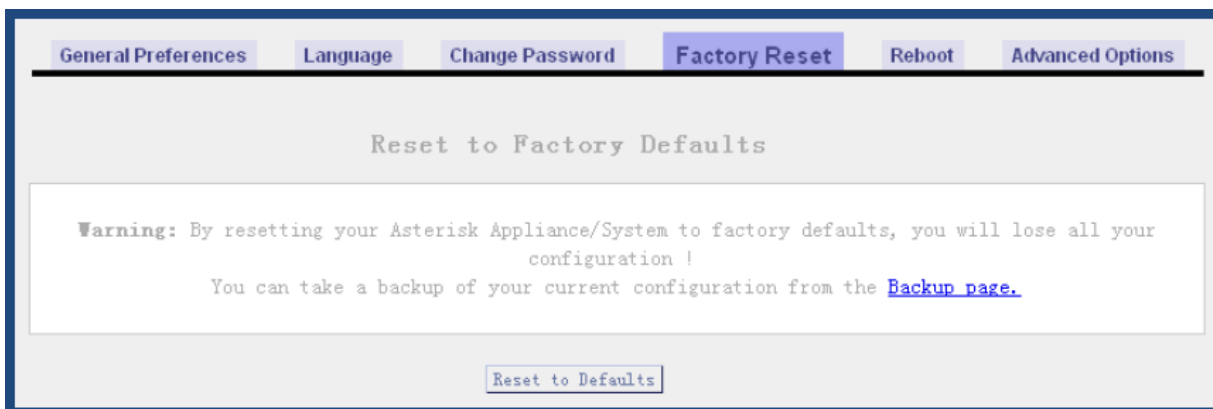 General Preferences Language Change Password Factory Reset Reboot Advanced Options
Reset to Factory Defaults
Warning: By resetting your Asterisk Appliance/System to factory defaults, you will lose all your
configuration !
You can take a backup of your current configuration from the Backup page.
Reset to Defaults